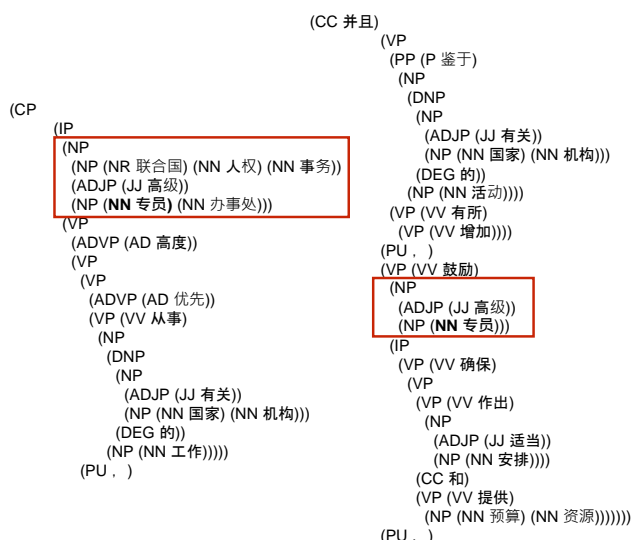 (CP
(IP
(NP
(NP (NR 联合国) (NN 人权) (NN 事务))
(ADJP (JJ 高级))
(NP (NN 专员) (NN 办事处)))
(VP
(ADVP (AD 高度))
(VP
(VP
(ADVP (AD 优先))
(VP (VV 从事)
(NP
(DNP
(NP
(ADJP (JJ 有关))
(NP (NN 国家) (NN 机构)))
(DEG 的))
(NP (NN 工作)))))
(PU ， )
(CC 并且)
(VP
(PP (P 鉴于)
(NP
(DNP
(NP
(ADJP (JJ 有关))
(NP (NN 国家) (NN 机构)))
(DEG 的))
(NP (NN 活动))))
(VP (VV 有所)
(VP (VV 增加))))
(PU ， )
(VP (VV 鼓励)
(NP
(ADJP (JJ 高级))
(NP (NN 专员)))
(IP
(VP (VV 确保)
(VP
(VP (VV 作出)
(NP
(ADJP (JJ 适当))
(NP (NN 安排))))
(CC 和)
(VP (VV 提供)
(NP (NN 预算) (NN 资源)))))))
(PU ， )